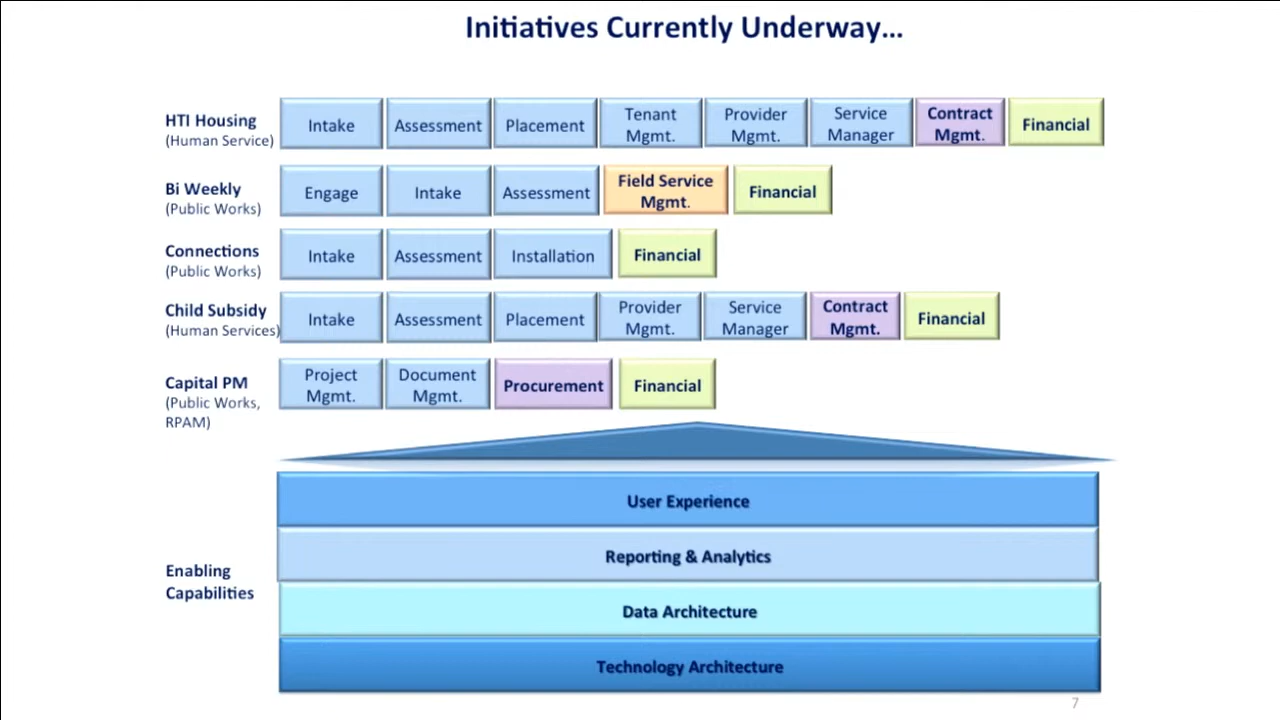 Initiatives Currently Underway...
HTI Housing
(Human Service)
Intake
Assessment
Placement
Tenant
Mgmt.
Provider
Mgmt.
Service
Manager
Contract
Mgmt.
Financial
Bi Weekly
(Public Works)
Engage
Intake
Assessment
Field Service
Mgmt.
Financial
Connections
(Public Works)
Intake
Assessment
Installation
Financial
Child Subsidy
(Human Services)
Intake
Assessment
Placement
Provider
Mgmt.
Service
Manager
Contract
Mgmt.
Financial
Capital PM
(Public Works,
RPAM)
Project
Mgmt.
Document
Mgmt.
Procurement
Financial
Enabling
Capabilities
User Experience
Reporting & Analytics
Data Architecture
Technology Architecture
7